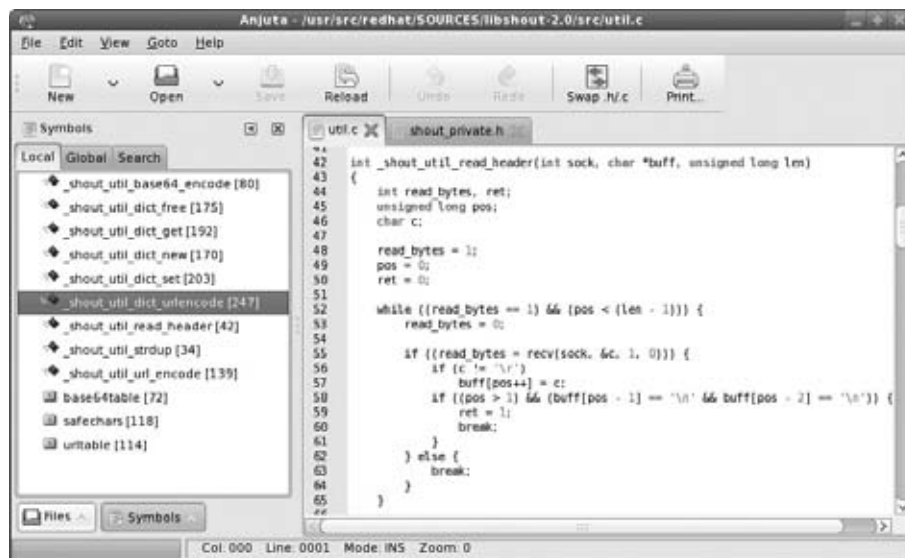 Anjuta - /usr/src/redhat/SOURCES/libshout-2.0/src/util.c
File Edit View Goto Help
New Open Save Reload Undo Redo Swap .h/.c Print...
Symbols
Local Global Search
_shout_util_base64_encode [80]
_shout_util_dict_free [175]
_shout_util_dict_get [192]
_shout_util_dict_new [170]
_shout_util_dict_set [203]
_shout_util_dict_urlencode [247]
_shout_util_read_header [42]
_shout_util_strdup [34]
_shout_util_url_encode [139]
base64table [72]
safechars [118]
urltable [114]
Files Symbols
util.c shout_private.h
41
42 int _shout_util_read_header(int sock, char *buff, unsigned long len)
43 {
44 int read_bytes, ret;
45 unsigned long pos;
46 char c;
47
48 read_bytes = 1;
49 pos = 0;
50 ret = 0;
51
52 while ((read_bytes == 1) && (pos < (len - 1))) {
53 read_bytes = 0;
54
55 if ((read_bytes = recv(sock, &c, 1, 0))) {
56 if (c != '\r')
57 buff[pos++] = c;
58 if ((pos > 1) && (buff[pos - 1] == '\n' && buff[pos - 2] == '\n')) {
59 ret = 1;
60 break;
61 }
62 } else {
63 break;
64 }
65 }
Col: 000 Line: 0001 Mode: INS Zoom: 0